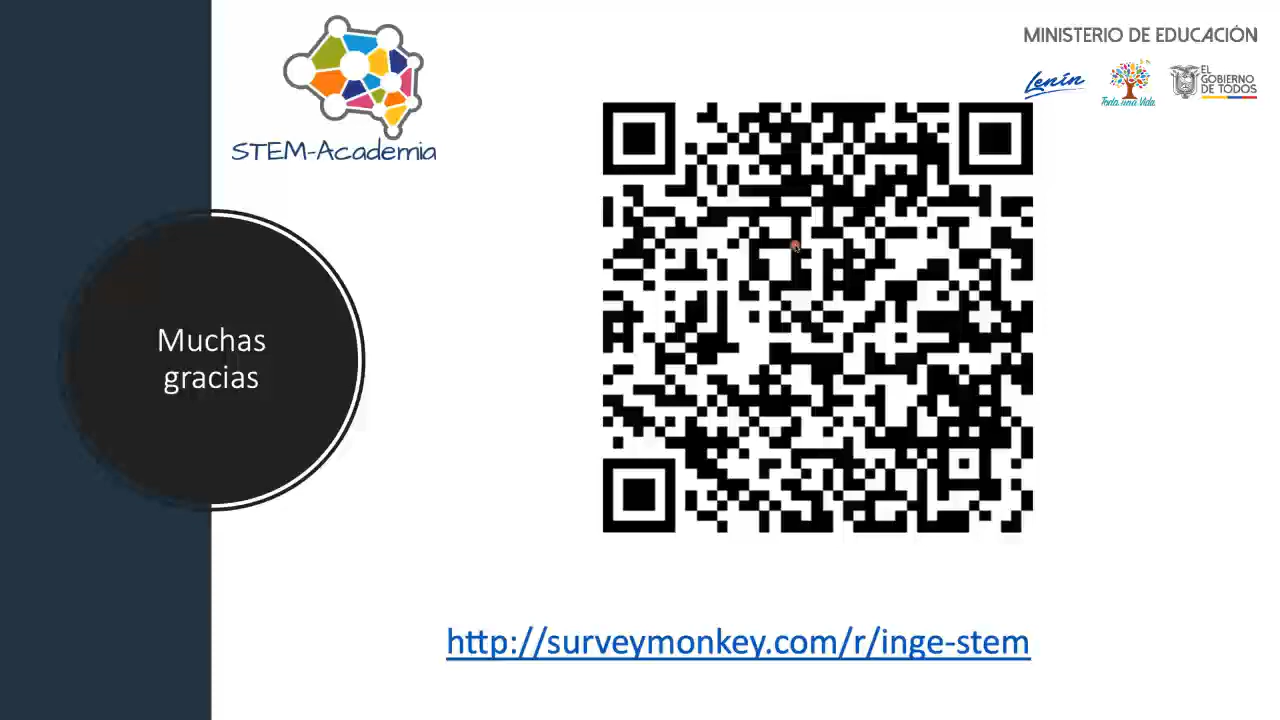 STEM-Academia
MINISTERIO DE EDUCACIÓN
Lenín
Toda una Vida
EL
GOBIERNO
DE TODOS
Muchas
gracias
http://surveymonkey.com/r/inge-stem